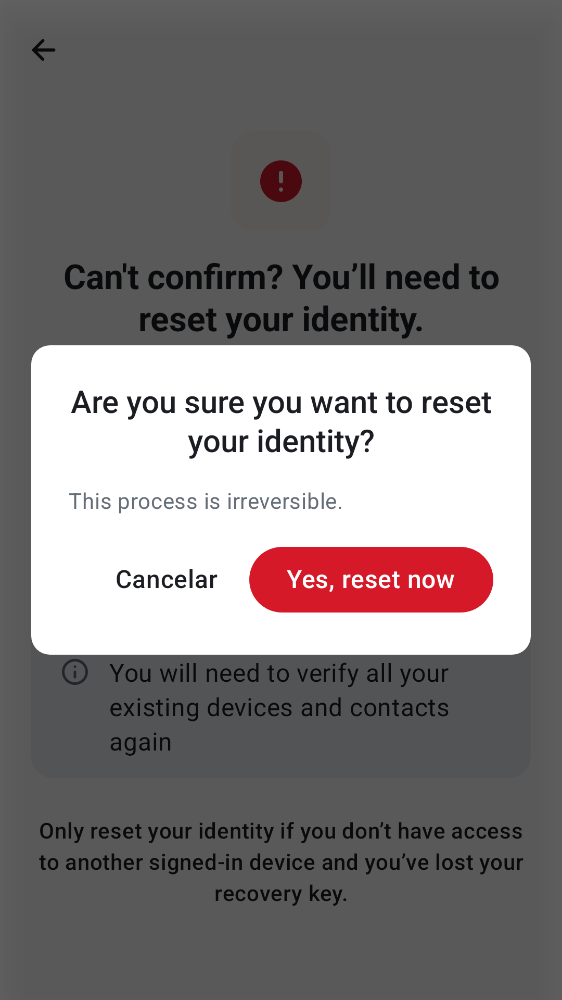 Can't confirm? You’ll need to
reset your identity.
Are you sure you want to reset
your identity?
This process is irreversible.
Cancelar
Yes, reset now
You will need to verify all your
existing devices and contacts
again
Only reset your identity if you don’t have access
to another signed-in device and you’ve lost your
recovery key.